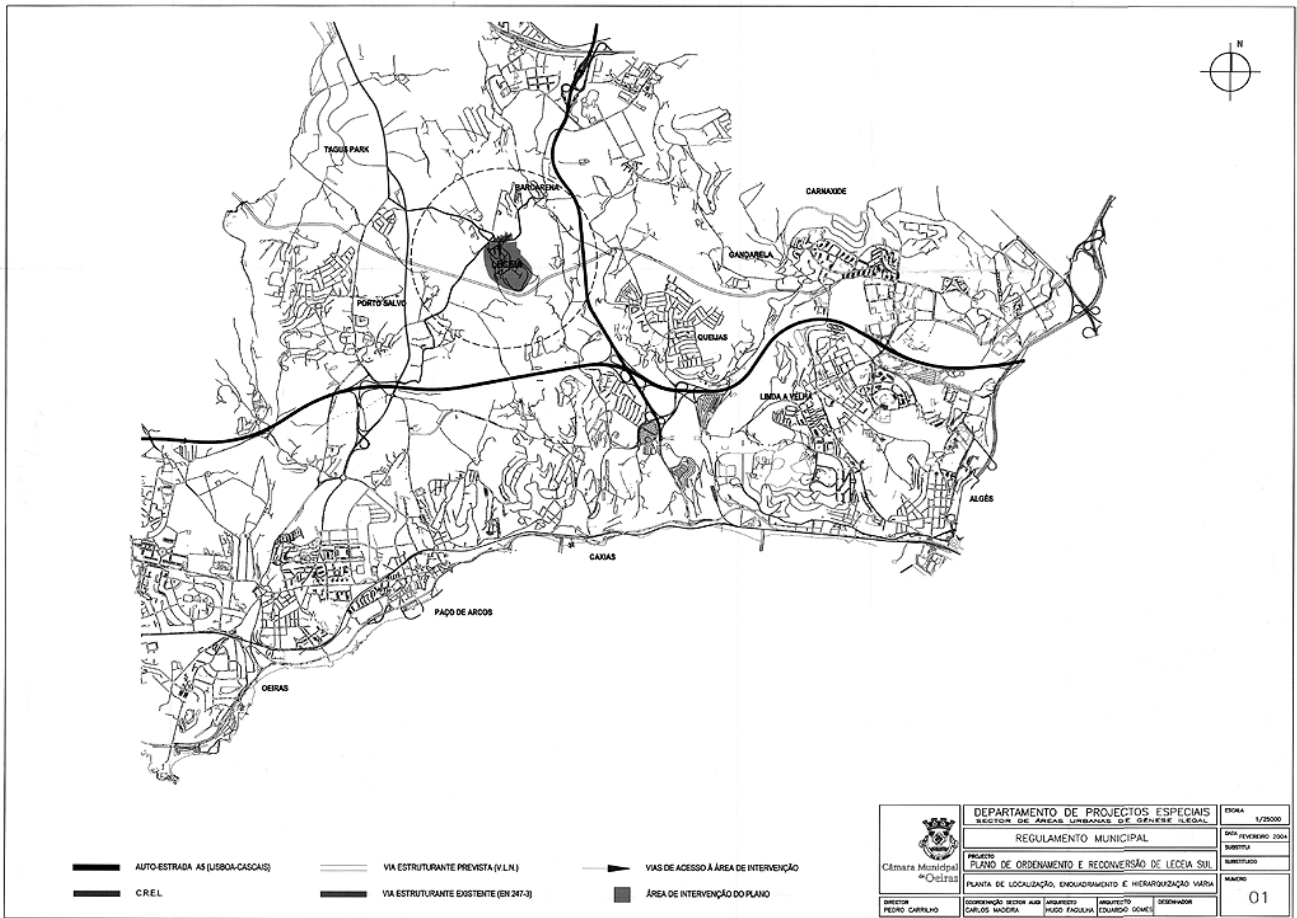 N
TAGUS PARK
BARCARENA
CARNAXIDE
GANDARELA
LECEIA
PORTO SALVO
QUEIJAS
LINDA A VELHA
ALGÉS
CAXIAS
PAÇO DE ARCOS
OEIRAS
AUTO-ESTRADA A5 (LISBOA-CASCAIS)
VIA ESTRUTURANTE PREVISTA (V.L.N.)
VIAS DE ACESSO À ÁREA DE INTERVENÇÃO
C.R.E.L
VIA ESTRUTURANTE EXISTENTE (EN 247-3)
ÁREA DE INTERVENÇÃO DO PLANO
Câmara Municipal
de Oeiras
DEPARTAMENTO DE PROJECTOS ESPECIAIS
SECTOR DE ÁREAS URBANAS DE GÉNESE ILEGAL
REGULAMENTO MUNICIPAL
PROJECTO
PLANO DE ORDENAMENTO E RECONVERSÃO DE LECEIA SUL
PLANTA DE LOCALIZAÇÃO, ENQUADRAMENTO E HIERARQUIZAÇÃO VIÁRIA
ESCALA
1/25000
DATA FEVEREIRO 2004
SUBSTITUI
SUBSTITUIDO
NUMERO
01
DIRECTOR
PEDRO CARRILHO
COORDENAÇÃO SECTOR AUGI
CARLOS MADEIRA
ARQUITECTO
HUGO FAGULHA
ARQUITECTO
EDUARDO GOMES
DESENHADOR